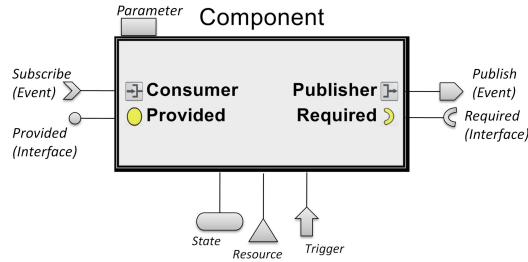 Parameter
Component
Subscribe
(Event)
Consumer
Publisher
Publish
(Event)
Provided
(Interface)
Provided
Required
Required
(Interface)
State
Resource
Trigger